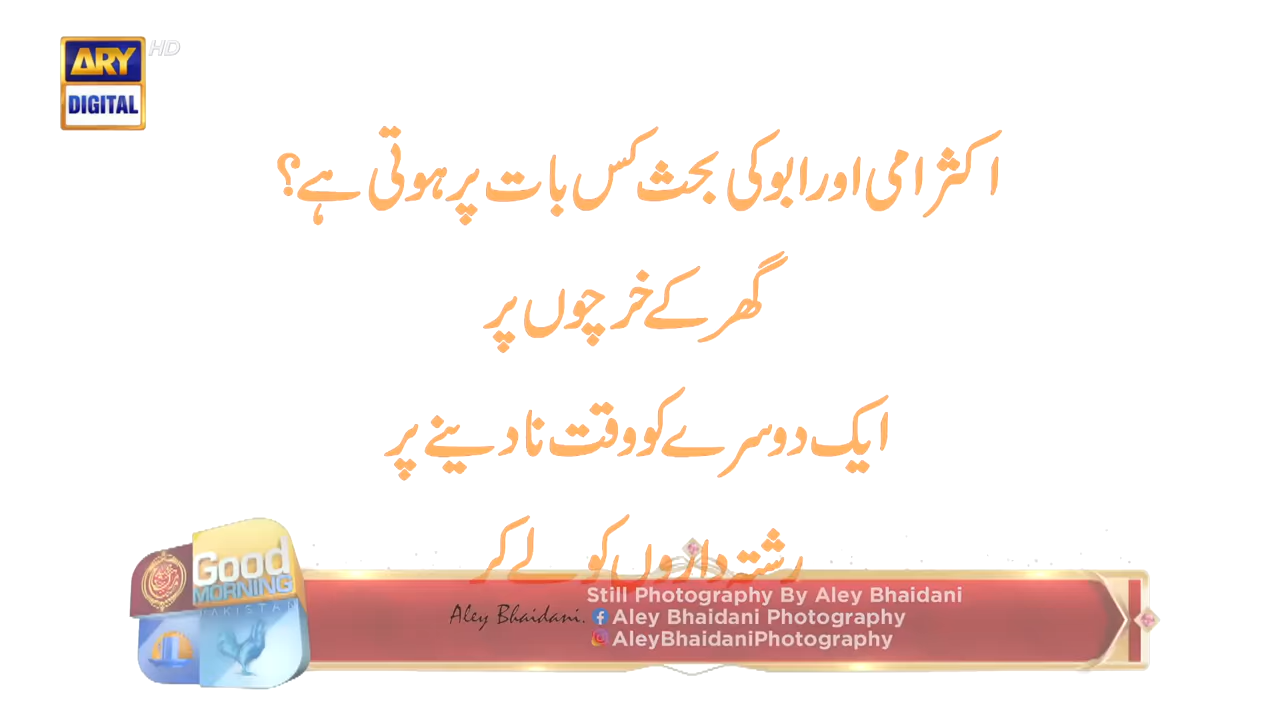 ARY HD
DIGITAL
اکثر امی اور ابو کی بحث کس بات پر ہوتی ہے؟
گھر کے خرچوں پر
ایک دوسرے کو وقت نا دینے پر
رشتہ داروں کو لے کر
Good
MORNING
PAKISTAN
Still Photography By Aley Bhaidani
Aley Bhaidani. Aley Bhaidani Photography
AleyBhaidaniPhotography